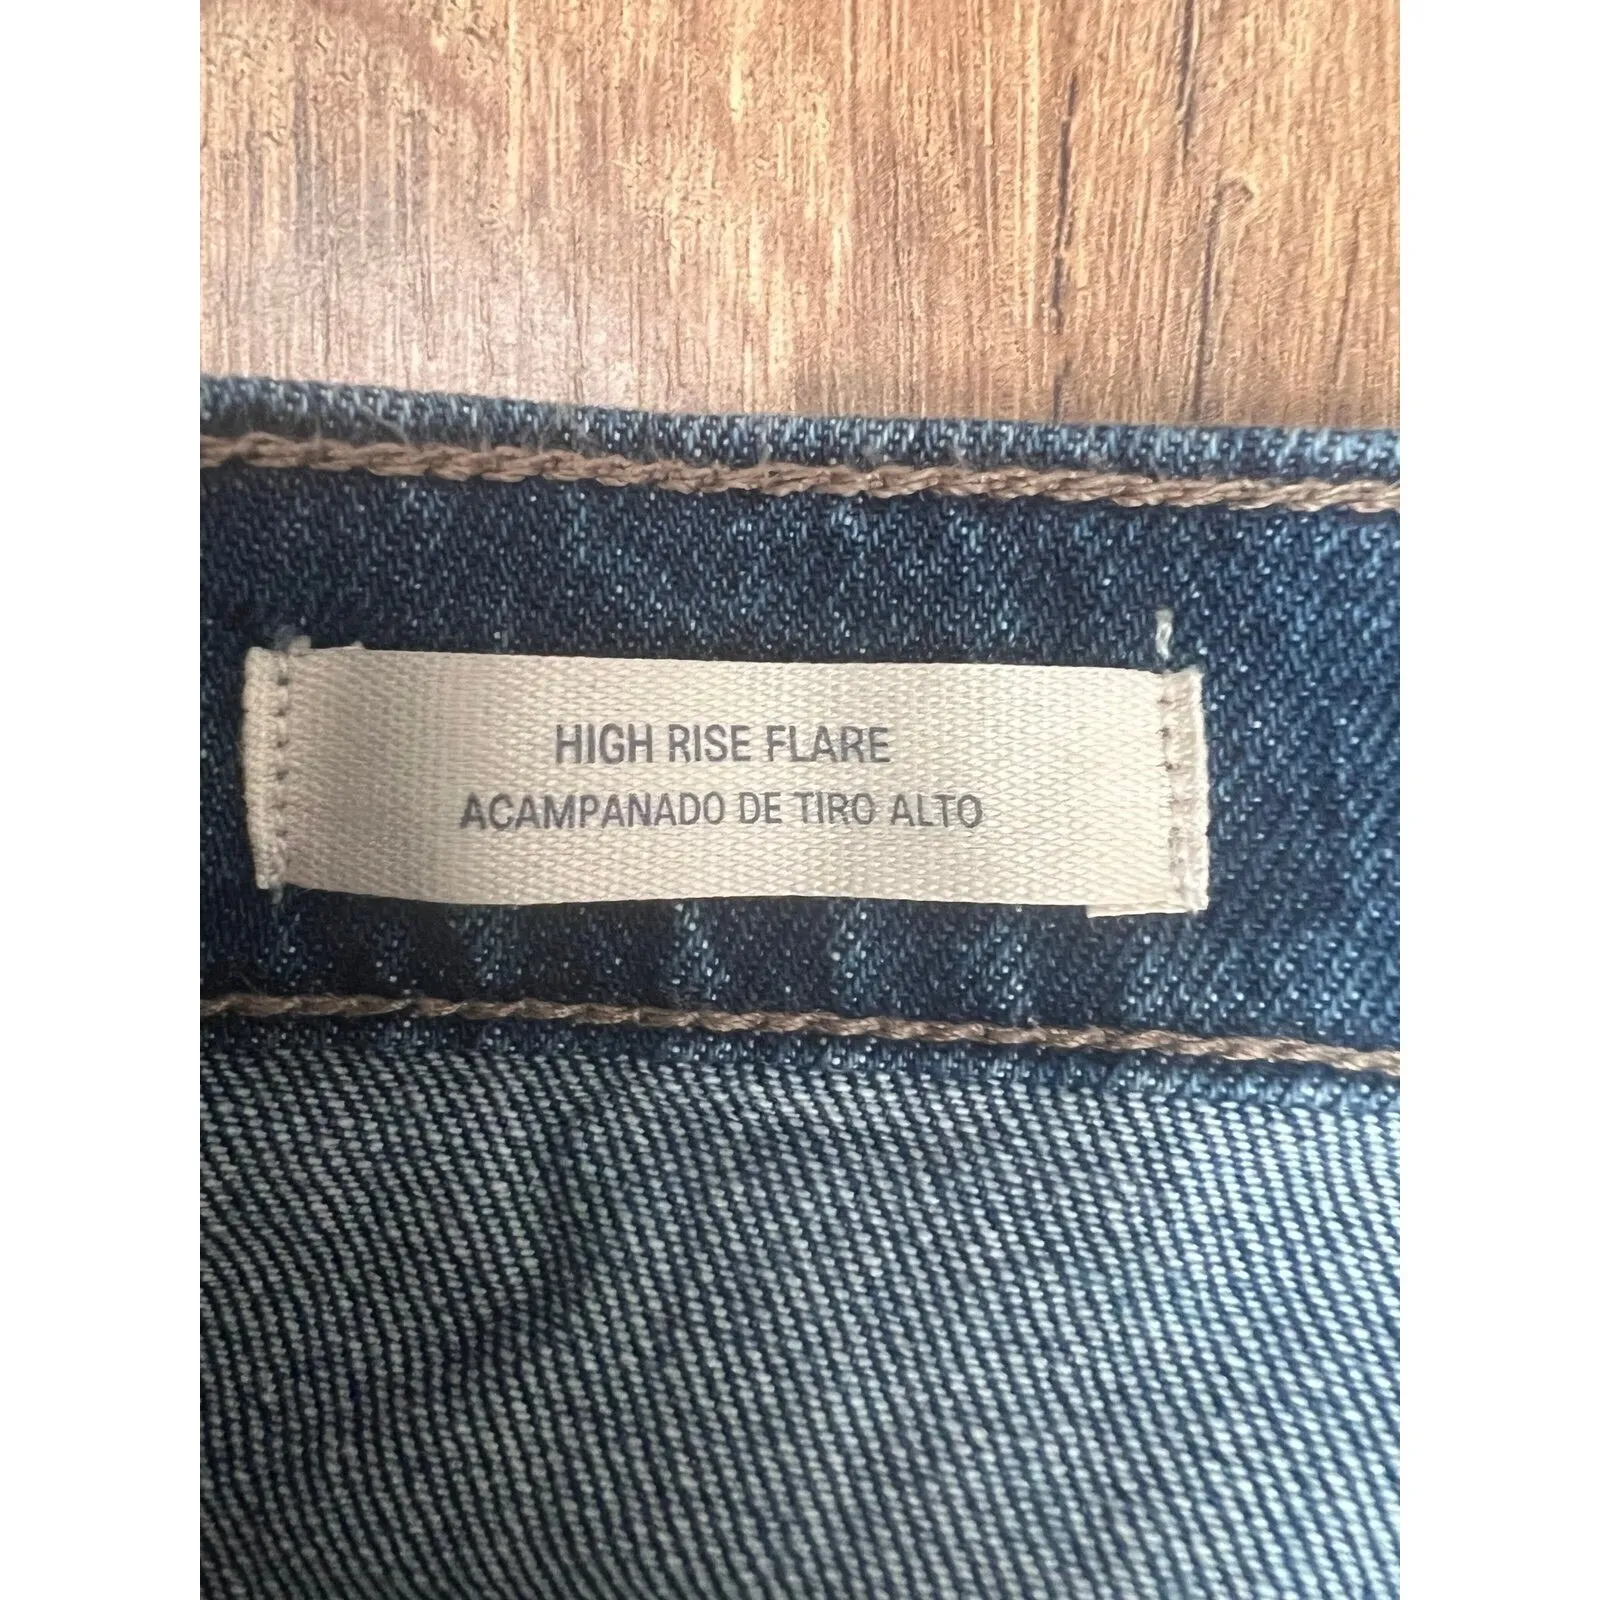 HIGH RISE FLARE
ACAMPANADO DE TIRO ALTO